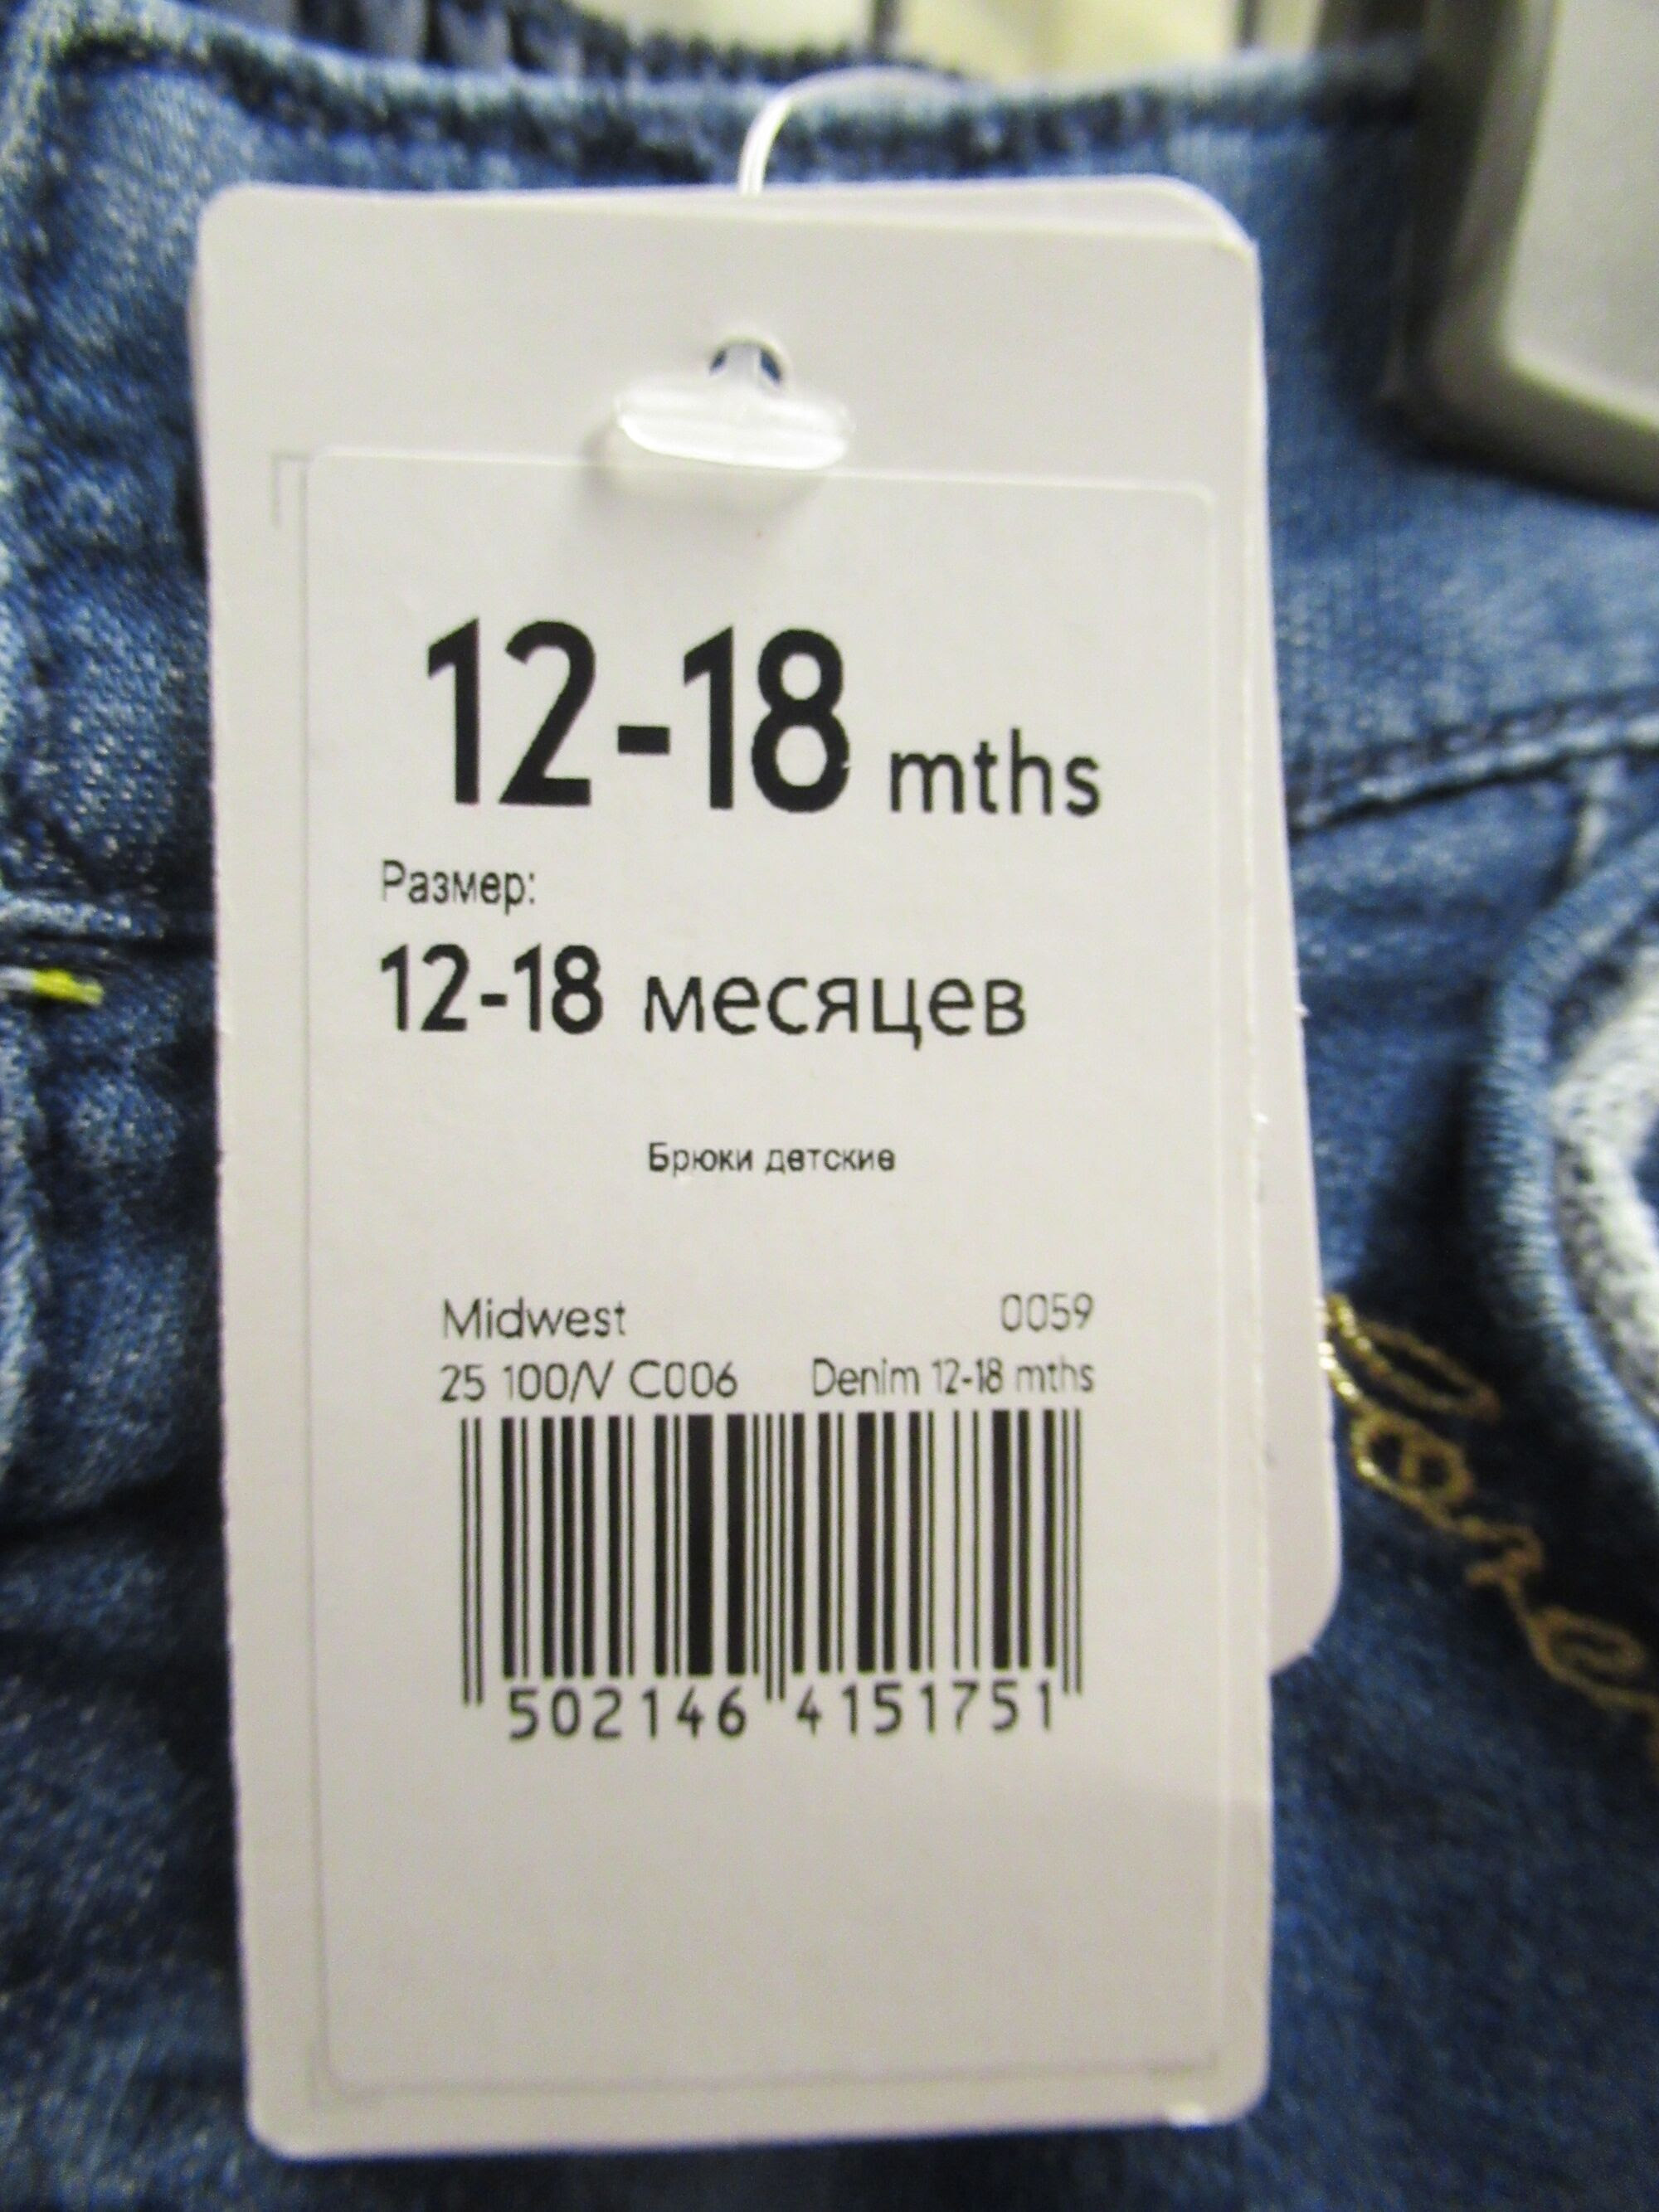 12-18 mths
Размер:
12-18 месяцев
Брюки детские
Midwest 0059
25 100/V C006 Denim 12-18 mths
502146 4151751